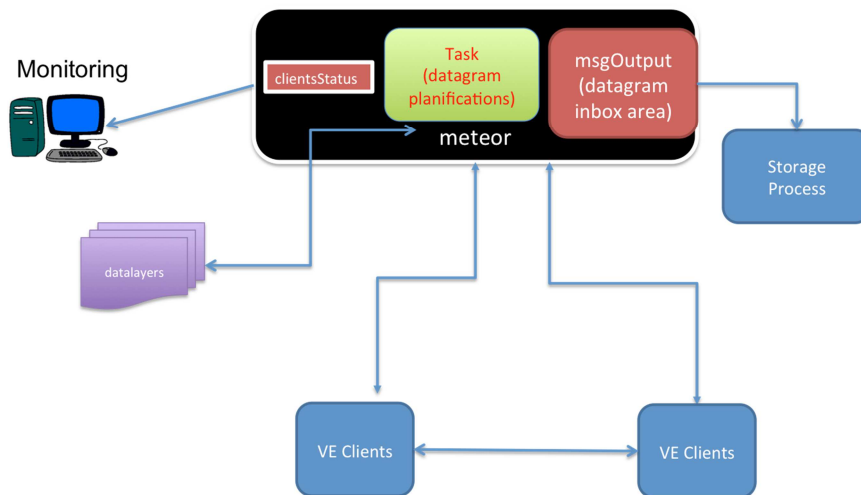 Monitoring
clientsStatus
Task
(datagram
planifications)
msgOutput
(datagram
inbox area)
meteor
Storage
Process
datalayers
VE Clients
VE Clients